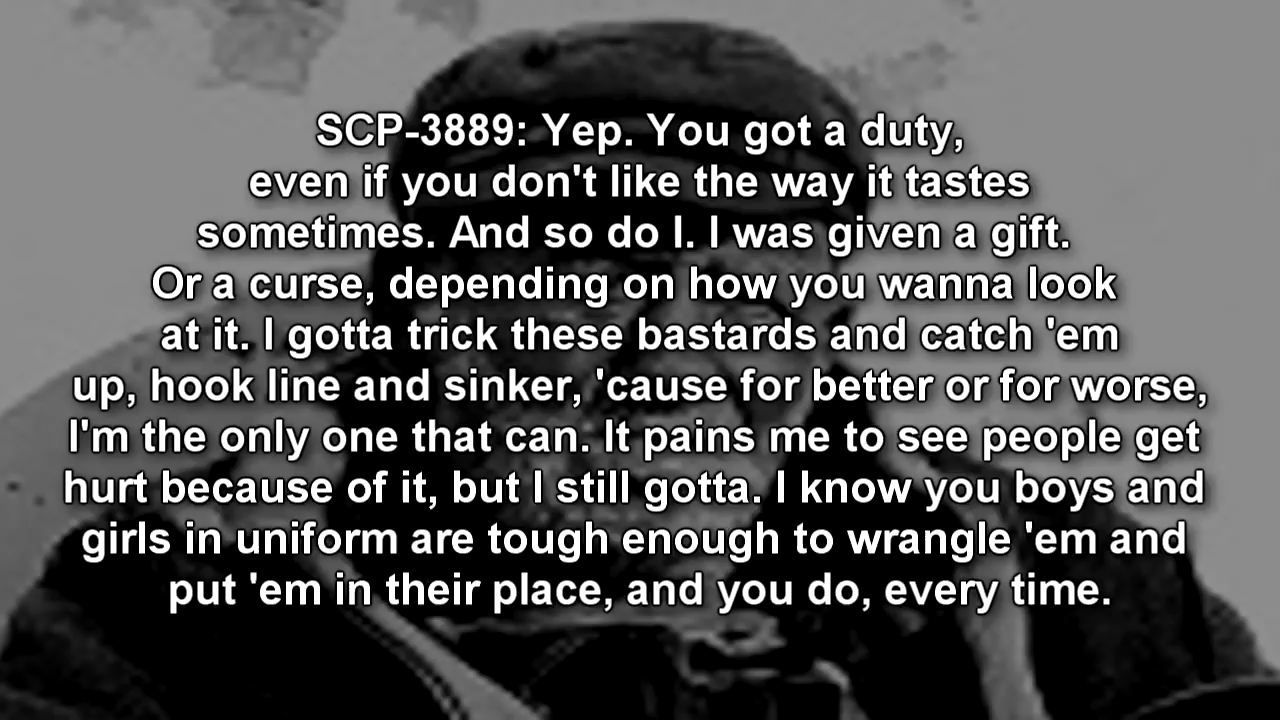 SCP-3889: Yep. You got a duty,
even if you don't like the way it tastes
sometimes. And so do I. I was given a gift.
Or a curse, depending on how you wanna look
at it. I gotta trick these bastards and catch 'em
up, hook line and sinker, 'cause for better or for worse,
I'm the only one that can. It pains me to see people get
hurt because of it, but I still gotta. I know you boys and
girls in uniform are tough enough to wrangle 'em and
put 'em in their place, and you do, every time.